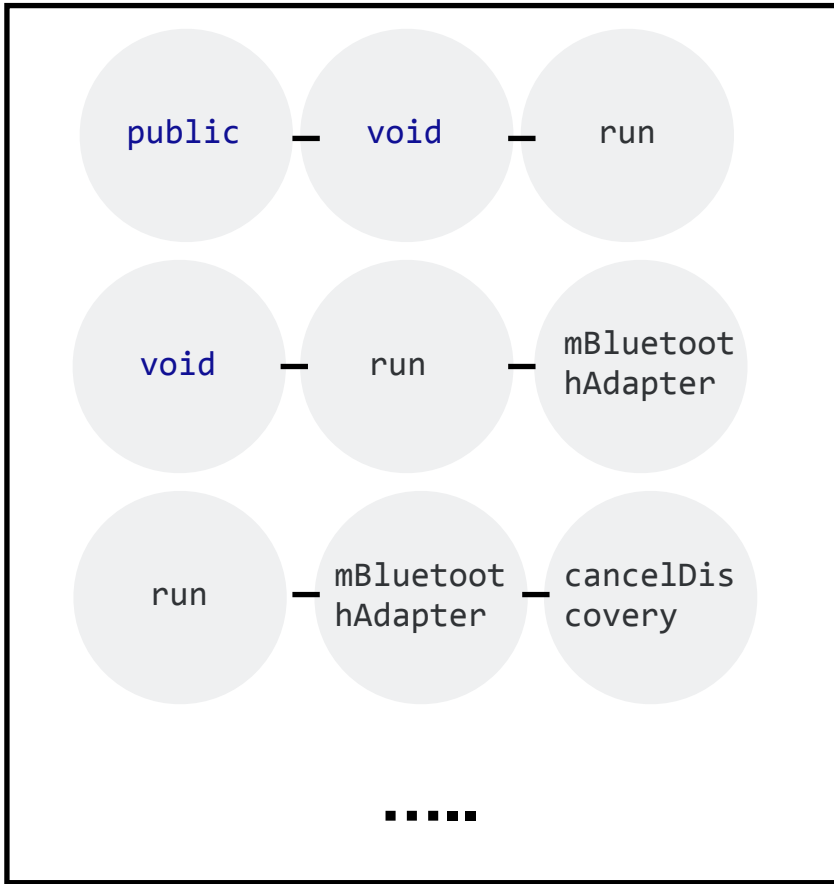 public – void – run
void – run – mBluetoot
hAdapter
run – mBluetoot cancelDis
hAdapter – covery
.....